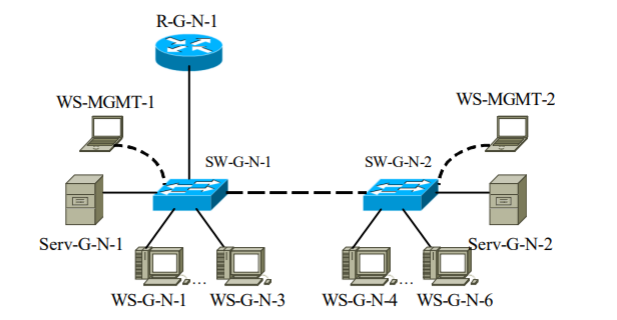 R-G-N-1
WS-MGMT-1
WS-MGMT-2
SW-G-N-1
SW-G-N-2
Serv-G-N-1
Serv-G-N-2
...
...
WS-G-N-1
WS-G-N-3
WS-G-N-4
WS-G-N-6